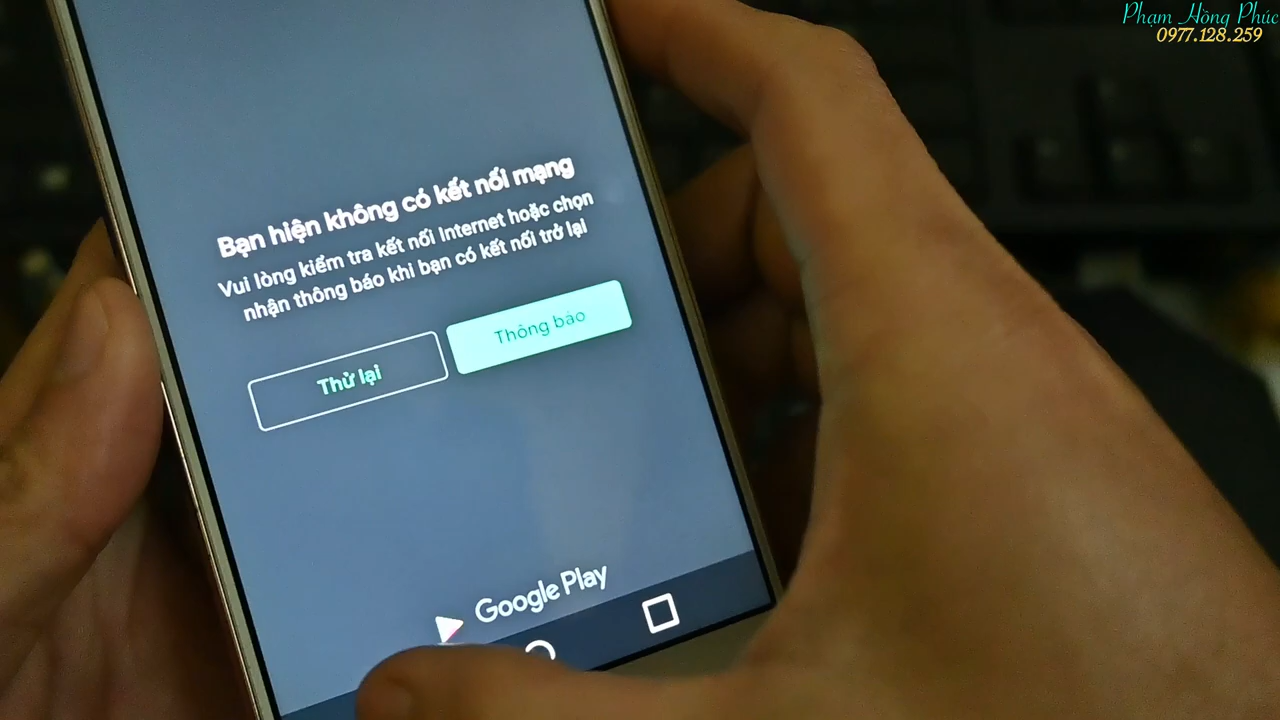 Phạm Hồng Phúc
0977.128.259
Bạn hiện không có kết nối mạng
Vui lòng kiểm tra kết nối Internet hoặc chọn
nhận thông báo khi bạn có kết nối trở lại
Thử lại
Thông báo
Google Play